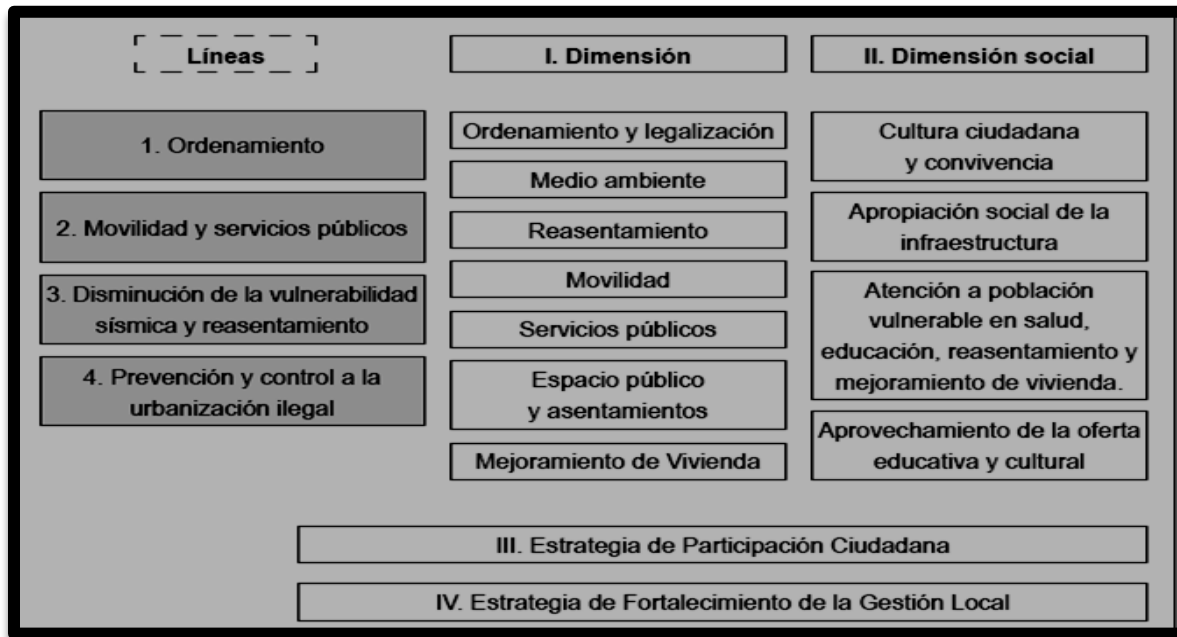 Líneas
I. Dimensión
II. Dimensión social
1. Ordenamiento
2. Movilidad y servicios públicos
3. Disminución de la vulnerabilidad
sísmica y reasentamiento
4. Prevención y control a la
urbanización ilegal
Ordenamiento y legalización
Medio ambiente
Reasentamiento
Movilidad
Servicios públicos
Espacio público
y asentamientos
Mejoramiento de Vivienda
Cultura ciudadana
y convivencia
Apropiación social de la
infraestructura
Atención a población
vulnerable en salud,
educación, reasentamiento y
mejoramiento de vivienda.
Aprovechamiento de la oferta
educativa y cultural
III. Estrategia de Participación Ciudadana
IV. Estrategia de Fortalecimiento de la Gestión Local